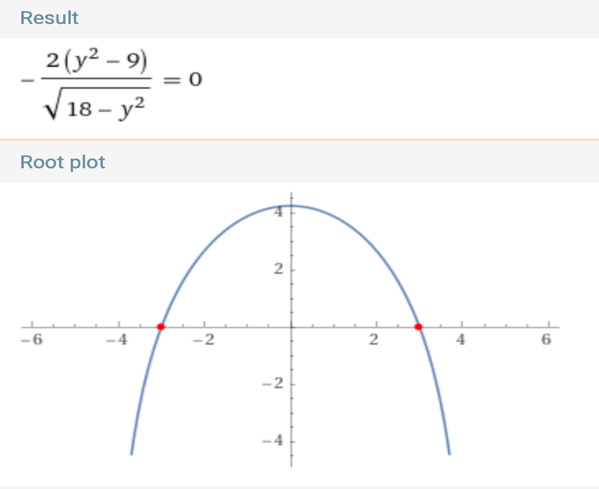 Result
- 2(y² – 9) / √(18 – y²) = 0
Root plot
4
2
-6 -4 -2 2 4 6
-2
-4